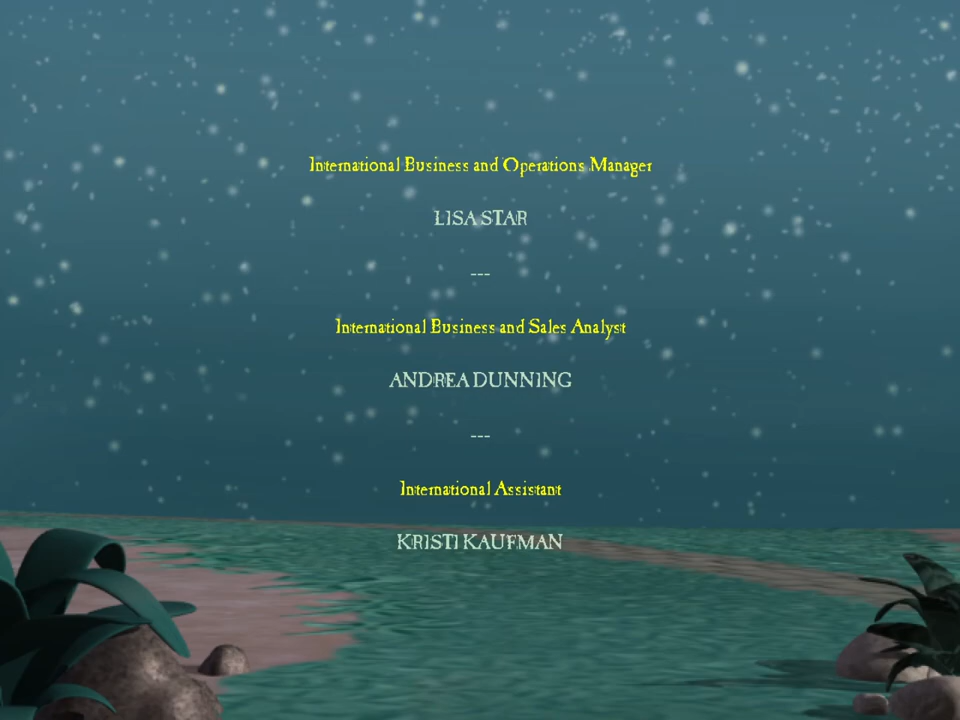 International Business and Operations Manager
LISA STAR
---
International Business and Sales Analyst
ANDREA DUNNING
---
International Assistant
KRISTI KAUFMAN